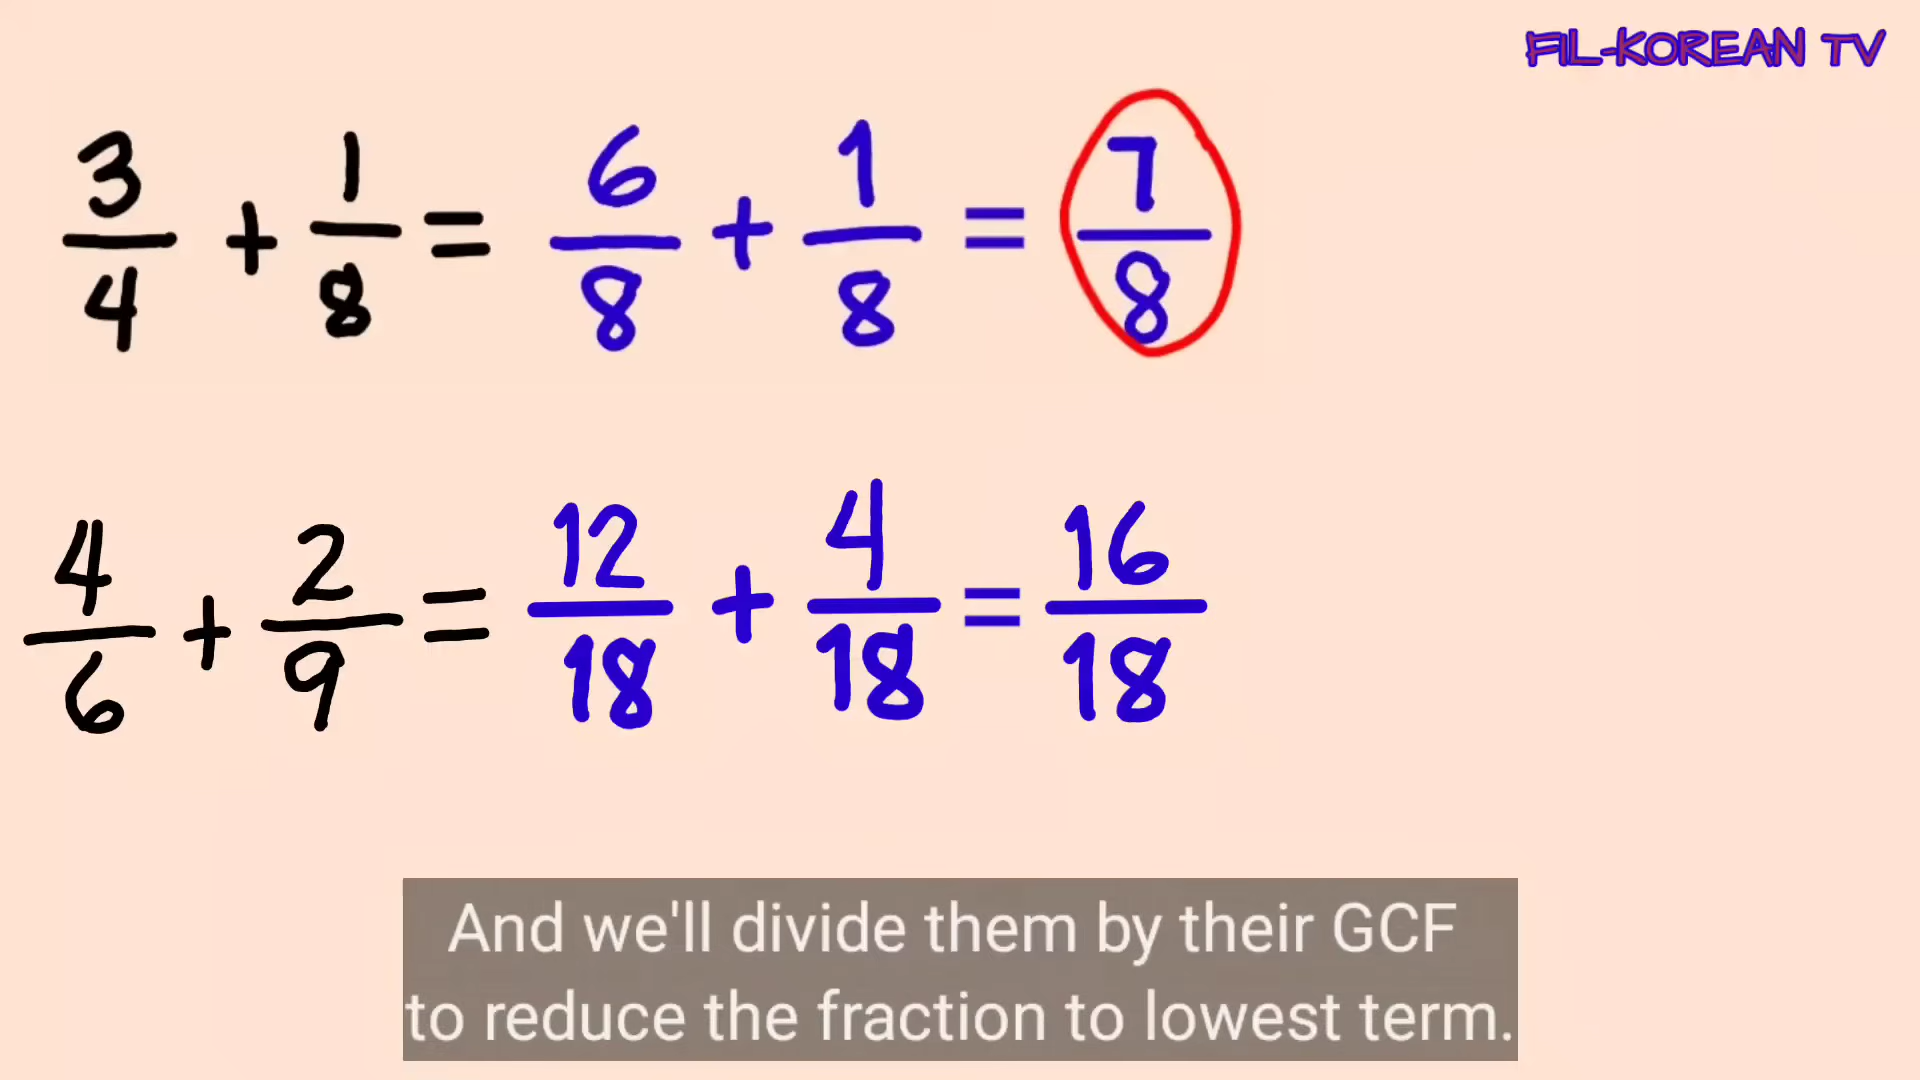 FIL-KOREAN TV
3/4 + 1/8 = 6/8 + 1/8 = 7/8
4/6 + 2/9 = 12/18 + 4/18 = 16/18
And we'll divide them by their GCF
to reduce the fraction to lowest term.